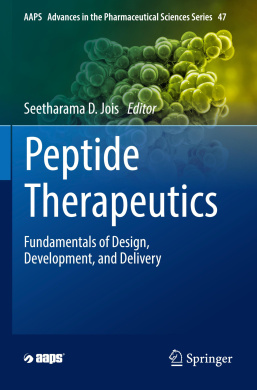 AAPS Advances in the Pharmaceutical Sciences Series 47
Seetharama D. Jois Editor
Peptide
Therapeutics
Fundamentals of Design,
Development, and Delivery
aaps
Springer